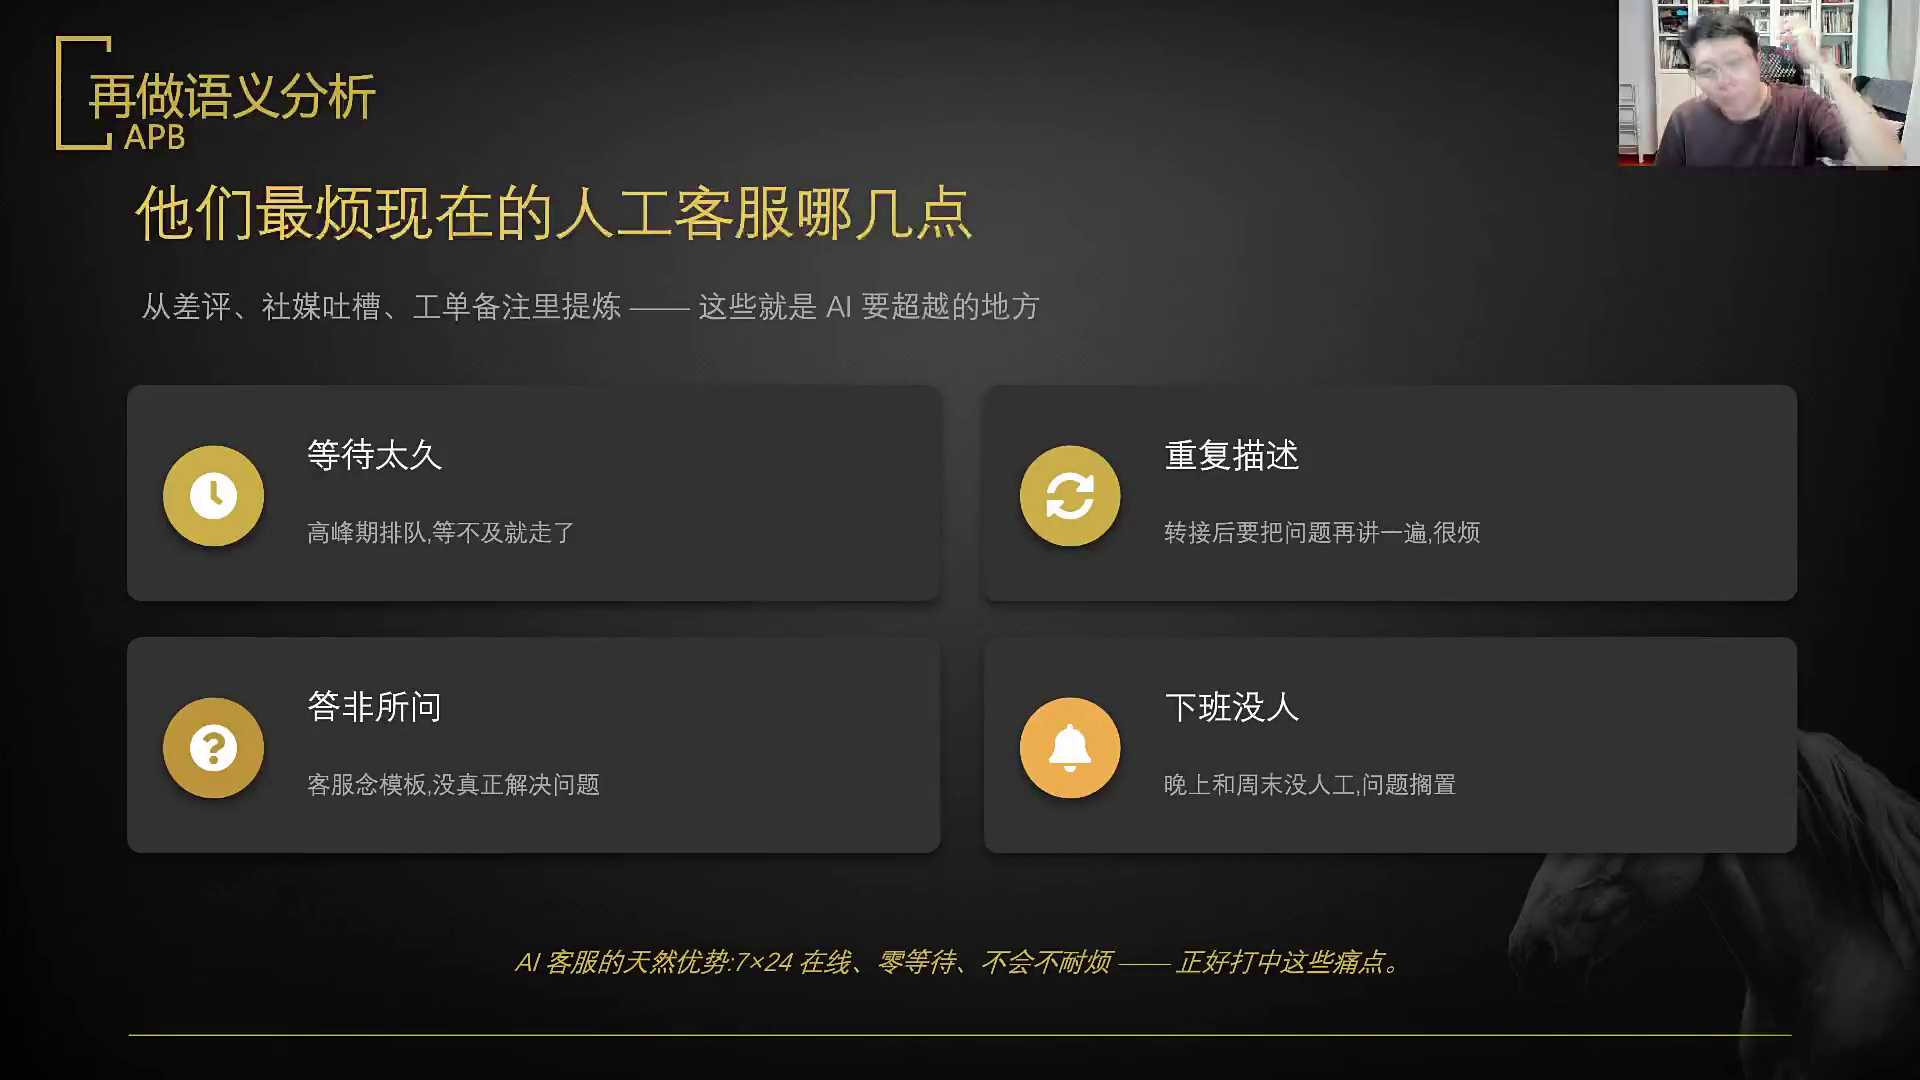 再做语义分析
APB
他们最烦现在的人工客服哪几点
从差评、社媒吐槽、工单备注里提炼 —— 这些就是 AI 要超越的地方
等待太久
高峰期排队,等不及就走了
重复描述
转接后要把问题再讲一遍,很烦
答非所问
客服念模板,没真正解决问题
下班没人
晚上和周末没人工,问题搁置
AI 客服的天然优势:7×24 在线、零等待、不会不耐烦 —— 正好打中这些痛点。